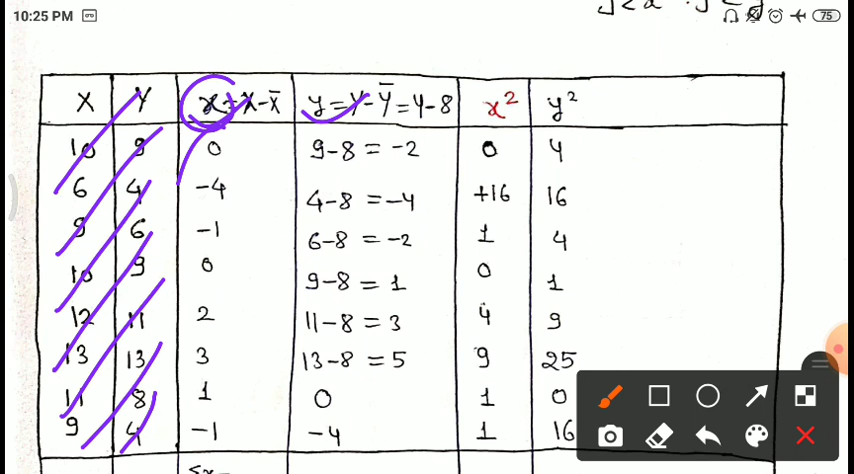 10:25 PM
75
X Y x=X-X̄ y=Y-Ȳ=Y-8 x² y²
10 9 0 9-8=-2 0 4
6 4 -4 4-8=-4 +16 16
9 6 -1 6-8=-2 1 4
10 9 0 9-8=1 0 1
12 11 2 11-8=3 4 9
13 13 3 13-8=5 9 25
11 8 1 0 1 0
9 4 -1 -4 1 16